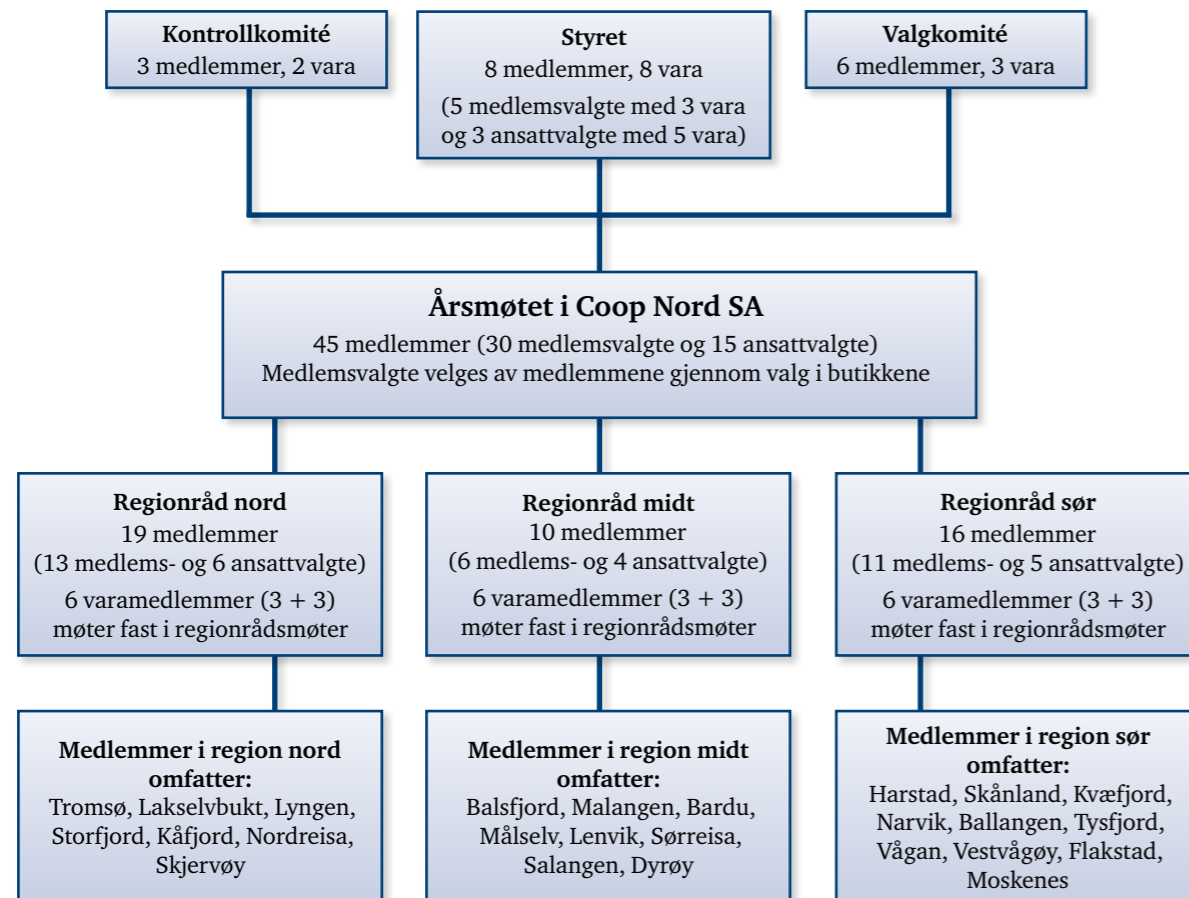 Kontrollkomité
3 medlemmer, 2 vara
Styret
8 medlemmer, 8 vara
(5 medlemsvalgte med 3 vara
og 3 ansattvalgte med 5 vara)
Valgkomité
6 medlemmer, 3 vara
Årsmøtet i Coop Nord SA
45 medlemmer (30 medlemsvalgte og 15 ansattvalgte)
Medlemsvalgte velges av medlemmene gjennom valg i butikkene
Regionråd nord
19 medlemmer
(13 medlems- og 6 ansattvalgte)
6 varamedlemmer (3 + 3)
møter fast i regionrådsmøter
Regionråd midt
10 medlemmer
(6 medlems- og 4 ansattvalgte)
6 varamedlemmer (3 + 3)
møter fast i regionrådsmøter
Regionråd sør
16 medlemmer
(11 medlems- og 5 ansattvalgte)
6 varamedlemmer (3 + 3)
møter fast i regionrådsmøter
Medlemmer i region nord
omfatter:
Tromsø, Lakselvbukt, Lyngen,
Storfjord, Kåfjord, Nordreisa,
Skjervøy
Medlemmer i region midt
omfatter:
Balsfjord, Malangen, Bardu,
Målselv, Lenvik, Sørreisa,
Salangen, Dyrøy
Medlemmer i region sør
omfatter:
Harstad, Skånland, Kvæfjord,
Narvik, Ballangen, Tysfjord,
Vågan, Vestvågøy, Flakstad,
Moskenes